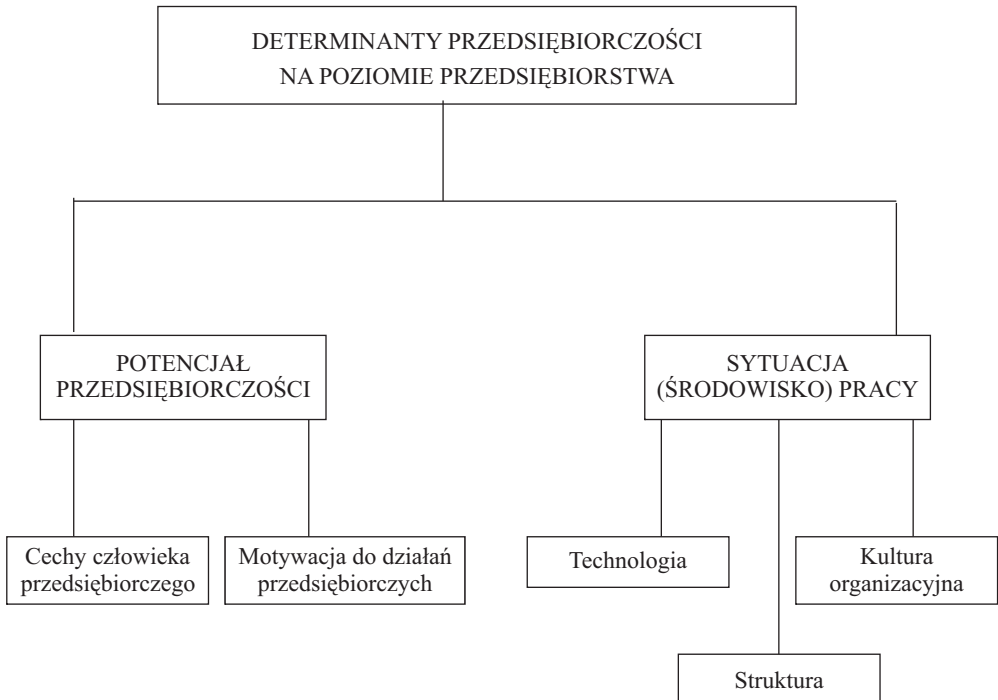 DETERMINANTY PRZEDSIĘBIORCZOŚCI
NA POZIOMIE PRZEDSIĘBIORSTWA
POTENCJAŁ
PRZEDSIĘBIORCZOŚCI
SYTUACJA
(ŚRODOWISKO) PRACY
Cechy człowieka
przedsiębiorczego
Motywacja do działań
przedsiębiorczych
Technologia
Kultura
organizacyjna
Struktura